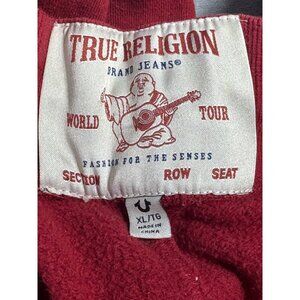 TRUE RELIGION
BRAND JEANS®
WORLD TOUR
FASHION FOR THE SENSES
SECTION ROW SEAT
XL/TG
MADE IN
CHINA